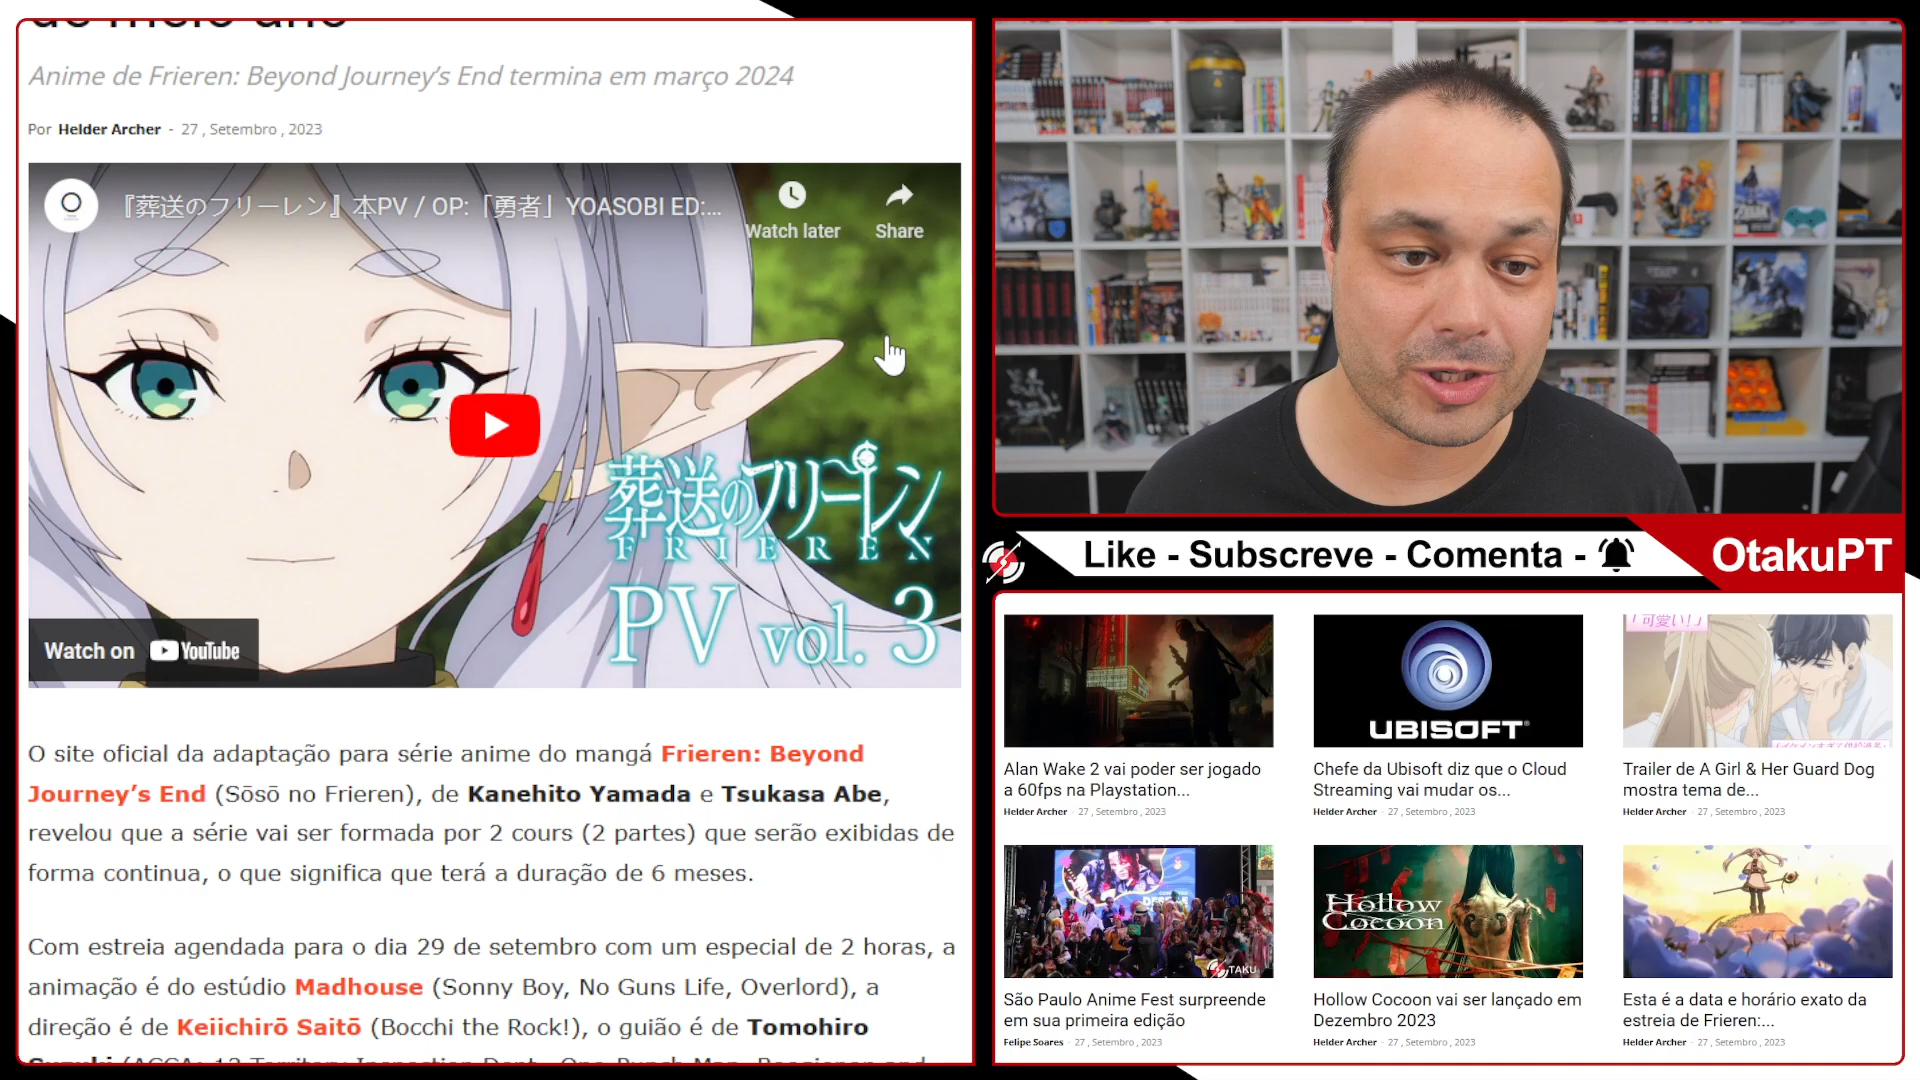 de meio ano
Anime de Frieren: Beyond Journey’s End termina em março 2024
Por Helder Archer - 27 , Setembro , 2023
『葬送のフリーレン』本PV / OP:「勇者」YOASOBI ED:...
Watch later
Share
葬送のフリーレン
FRIEREN
PV vol. 3
Watch on YouTube
O site oficial da adaptação para série anime do mangá Frieren: Beyond
Journey’s End (Sōsō no Frieren), de Kanehito Yamada e Tsukasa Abe,
revelou que a série vai ser formada por 2 cours (2 partes) que serão exibidas de
forma continua, o que significa que terá a duração de 6 meses.
Com estreia agendada para o dia 29 de setembro com um especial de 2 horas, a
animação é do estúdio Madhouse (Sonny Boy, No Guns Life, Overlord), a
direção é de Keiichirō Saitō (Bocchi the Rock!), o guião é de Tomohiro
Like - Subscreve - Comenta -
OtakuPT
UBISOFT
「可愛い!」
Alan Wake 2 vai poder ser jogado
a 60fps na Playstation...
Helder Archer - 27 , Setembro , 2023
Chefe da Ubisoft diz que o Cloud
Streaming vai mudar os...
Helder Archer - 27 , Setembro , 2023
Trailer de A Girl & Her Guard Dog
mostra tema de...
Helder Archer - 27 , Setembro , 2023
TAKU
Hollow
Cocoon
São Paulo Anime Fest surpreende
em sua primeira edição
Felipe Soares - 27 , Setembro , 2023
Hollow Cocoon vai ser lançado em
Dezembro 2023
Helder Archer - 27 , Setembro , 2023
Esta é a data e horário exato da
estreia de Frieren:...
Helder Archer - 27 , Setembro , 2023